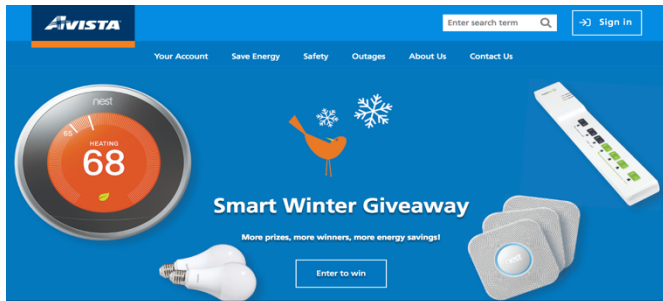 AVISTA
Enter search term
Sign in
Your Account Save Energy Safety Outages About Us Contact Us
nest
65
HEATING
68
Smart Winter Giveaway
More prizes, more winners, more energy savings!
nest
Enter to win